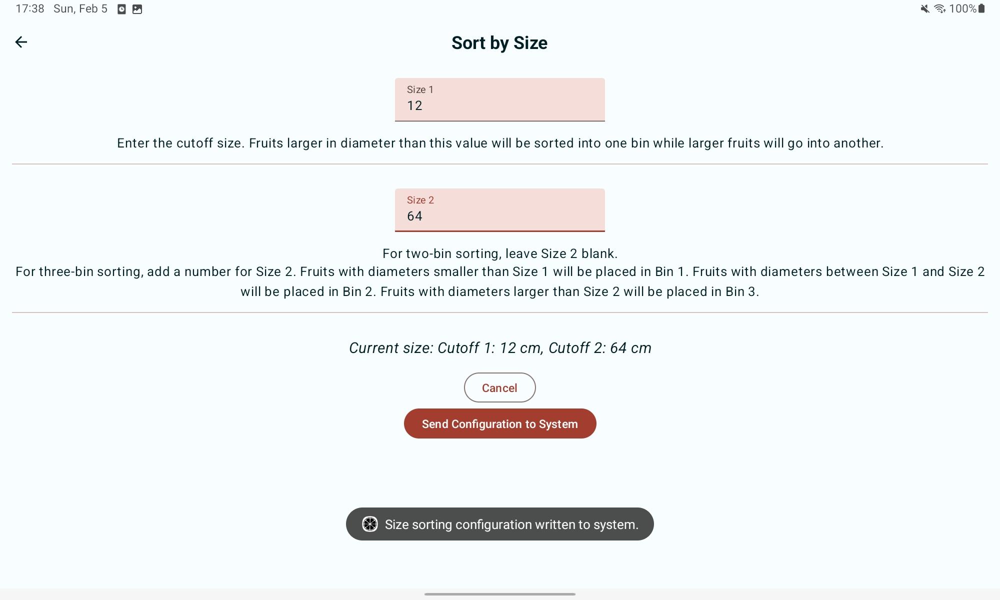 17:38 Sun, Feb 5
100%
Sort by Size
Size 1
12
Enter the cutoff size. Fruits larger in diameter than this value will be sorted into one bin while larger fruits will go into another.
Size 2
64
For two-bin sorting, leave Size 2 blank.
For three-bin sorting, add a number for Size 2. Fruits with diameters smaller than Size 1 will be placed in Bin 1. Fruits with diameters between Size 1 and Size 2
will be placed in Bin 2. Fruits with diameters larger than Size 2 will be placed in Bin 3.
Current size: Cutoff 1: 12 cm, Cutoff 2: 64 cm
Cancel
Send Configuration to System
Size sorting configuration written to system.